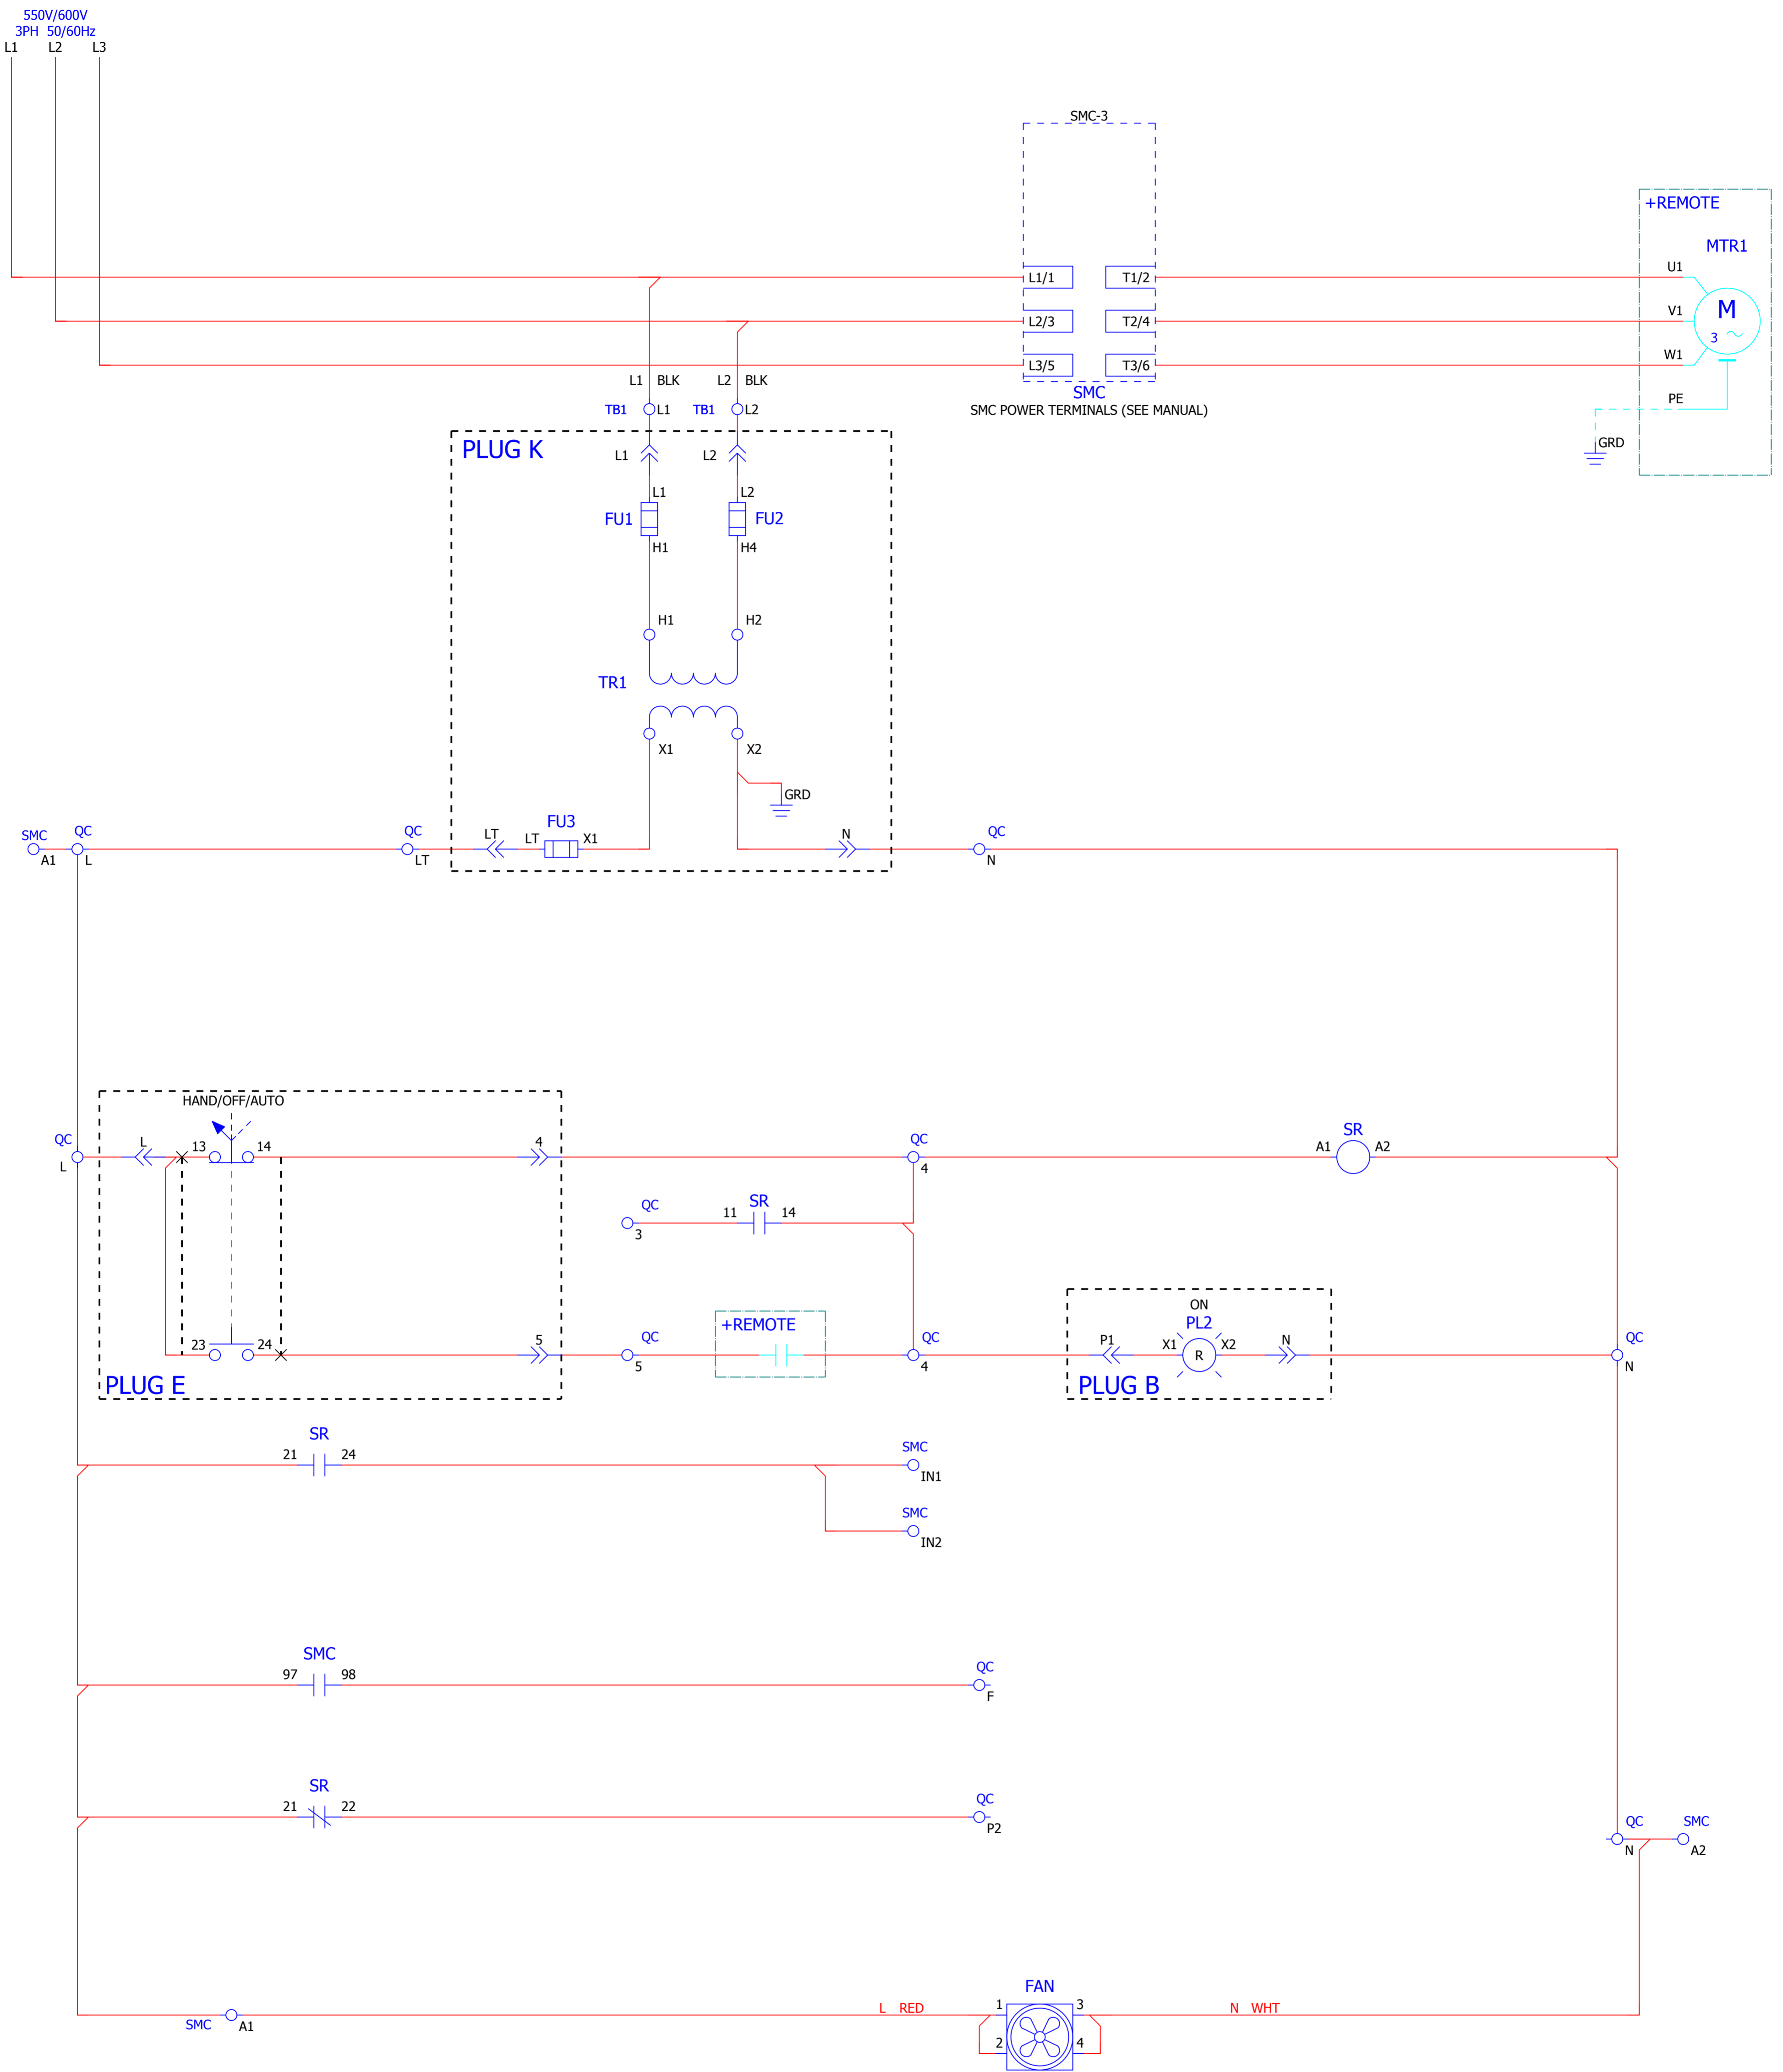 550V/600V
3PH 50/60Hz
L1 L2 L3
SMC-3
+REMOTE
MTR1
L1/1 T1/2 U1
L2/3 T2/4 V1
M
3
L3/5 T3/6 W1
L1 BLK L2 BLK
SMC
PE
TB1 L1 TB1 L2
SMC POWER TERMINALS (SEE MANUAL)
GRD
PLUG K
L1 L2
L1 L2
FU1 FU2
H1 H4
H1 H2
TR1
X1 X2
GRD
FU3
SMC QC QC LT LT X1 N QC
A1 L LT N
HAND/OFF/AUTO
QC L 13 14 4 QC SR
A1 A2
L 4
QC SR
11 14
3
ON
+REMOTE PL2
23 24 5 QC QC P1 X1 X2 N QC
R
5 4 N
PLUG E PLUG B
SR SMC
21 24
IN1
SMC
IN2
SMC QC
97 98
F
SR QC
21 22
P2
QC SMC
N A2
FAN
L RED 1 3 N WHT
SMC A1
2 4